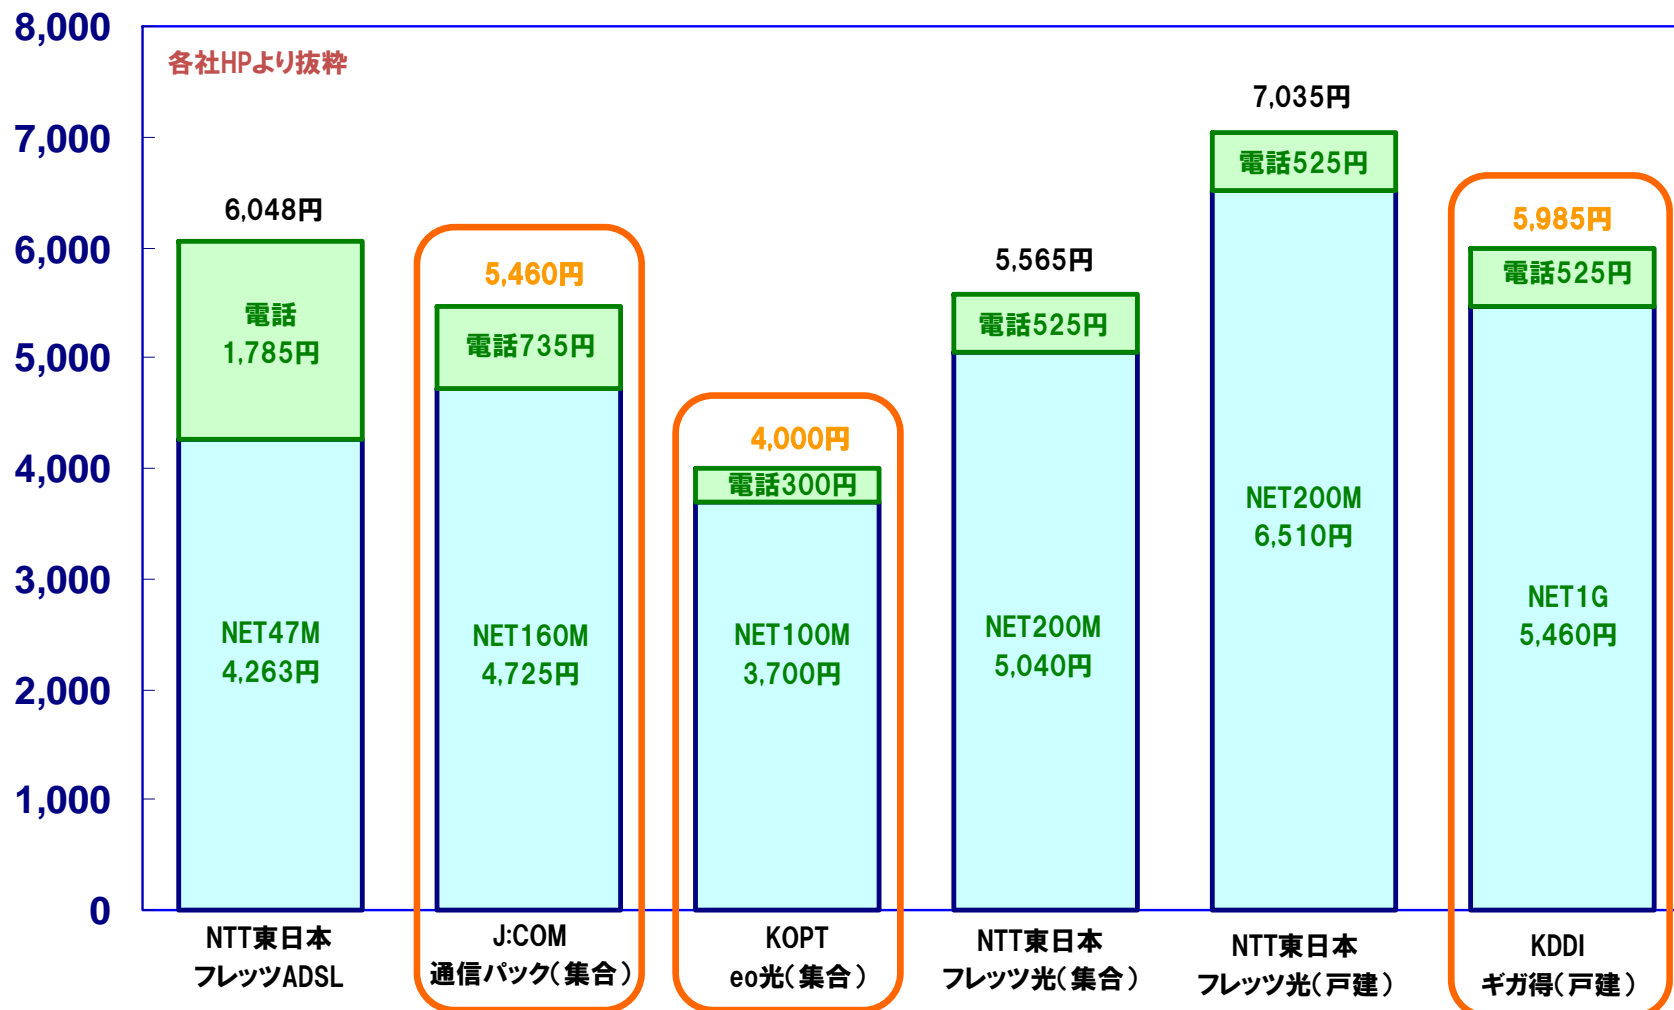 8,000
7,000
6,000
5,000
4,000
3,000
2,000
1,000
0
各社HPより抜粋
6,048円
電話
1,785円
NET47M
4,263円
NTT東日本
フレッツADSL
5,460円
電話735円
NET160M
4,725円
J:COM
通信パック(集合)
4,000円
電話300円
NET100M
3,700円
KOPT
eo光(集合)
5,565円
電話525円
NET200M
5,040円
NTT東日本
フレッツ光(集合)
7,035円
電話525円
NET200M
6,510円
NTT東日本
フレッツ光(戸建)
5,985円
電話525円
NET1G
5,460円
KDDI
ギガ得(戸建)